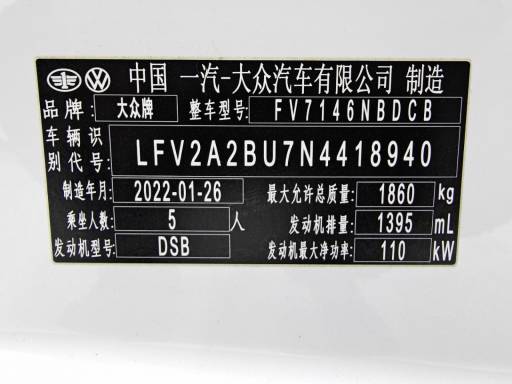 中国 一汽-大众汽车有限公司 制造
品牌: 大众牌 整车型号: FV7146NBDCB
车辆识别代号: LFV2A2BU7N4418940
制造年月: 2022-01-26 最大允许总质量: 1860 kg
乘坐人数: 5 人 发动机排量: 1395 mL
发动机型号: DSB 发动机最大净功率: 110 kW